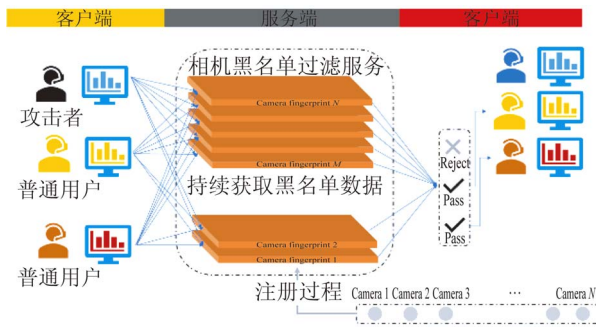 客户端
服务端
客户端
相机黑名单过滤服务
Camera fingerprint N
Camera fingerprint M
持续获取黑名单数据
Camera fingerprint 2
Camera fingerprint 1
注册过程
攻击者
普通用户
普通用户
Reject
Pass
Pass
Camera 1 Camera 2 Camera 3 ... Camera N